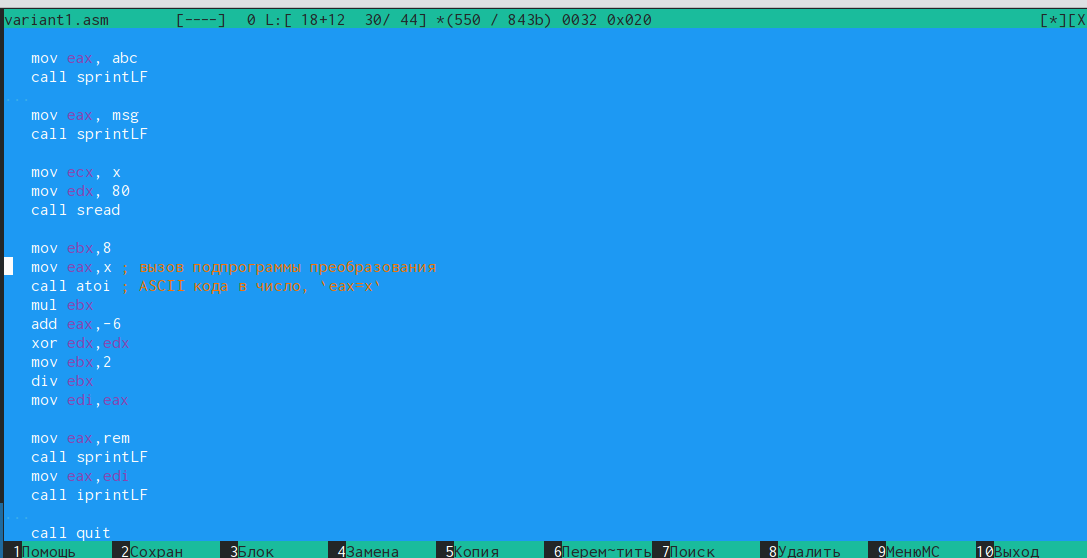 variant1.asm [----] 0 L:[ 18+12 30/ 44] *(550 / 843b) 0032 0x020 [*][X
mov eax, abc
call sprintLF
...
mov eax, msg
call sprintLF
mov ecx, x
mov edx, 80
call sread
mov ebx,8
mov eax,x ; вызов подпрограммы преобразования
call atoi ; ASCII кода в число, `eax=x`
mul ebx
add eax,-6
xor edx,edx
mov ebx,2
div ebx
mov edi,eax
mov eax,rem
call sprintLF
mov eax,edi
call iprintLF
...
call quit
1Помощь 2Сохран 3Блок 4Замена 5Копия 6Перем~тить 7Поиск 8Удалить 9МенюMC 10Выход